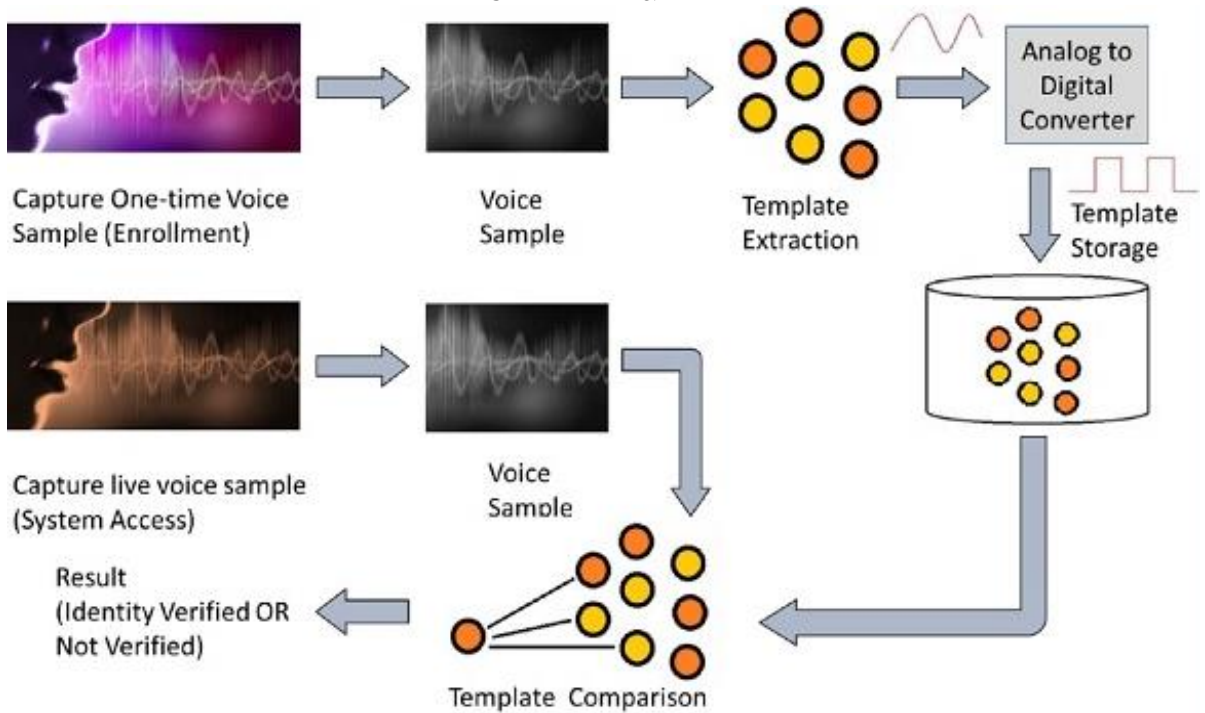 Analog to
Digital
Converter
Capture One-time Voice
Sample (Enrollment)
Voice
Sample
Template
Extraction
Template
Storage
Capture live voice sample
(System Access)
Voice
Sample
Result
(Identity Verified OR
Not Verified)
Template Comparison